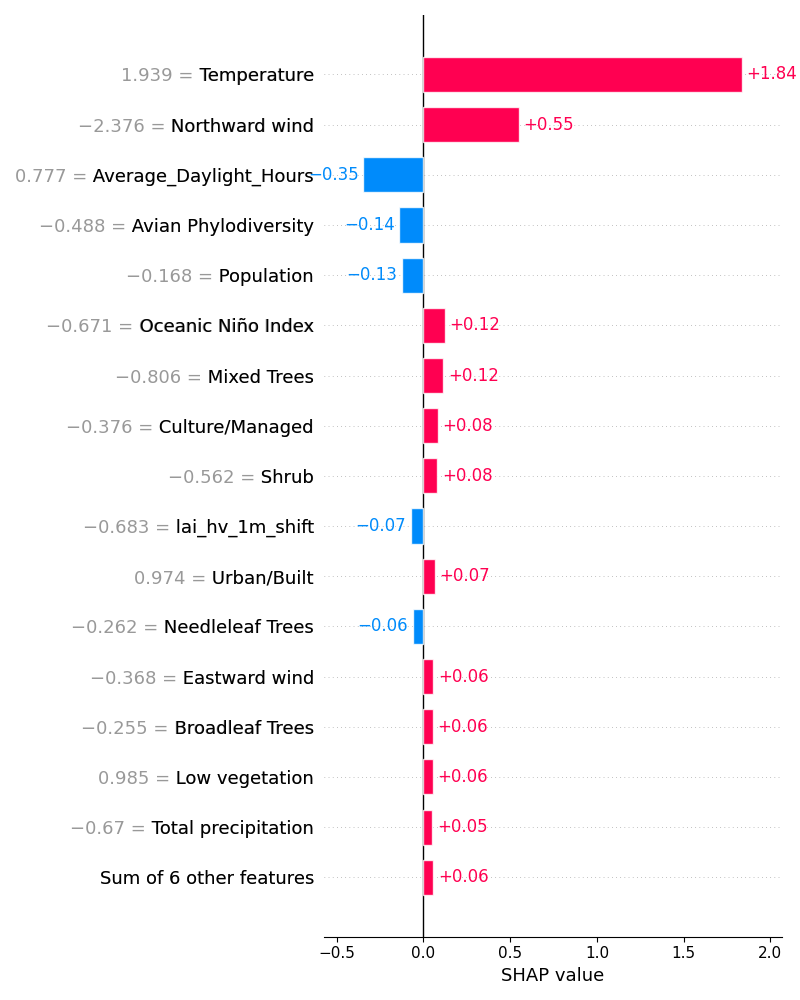 1.939 = Temperature +1.84
−2.376 = Northward wind +0.55
0.777 = Average_Daylight_Hours −0.35
−0.488 = Avian Phylodiversity −0.14
−0.168 = Population −0.13
−0.671 = Oceanic Niño Index +0.12
−0.806 = Mixed Trees +0.12
−0.376 = Culture/Managed +0.08
−0.562 = Shrub +0.08
−0.683 = lai_hv_1m_shift −0.07
0.974 = Urban/Built +0.07
−0.262 = Needleleaf Trees −0.06
−0.368 = Eastward wind +0.06
−0.255 = Broadleaf Trees +0.06
0.985 = Low vegetation +0.06
−0.67 = Total precipitation +0.05
Sum of 6 other features +0.06
−0.5 0.0 0.5 1.0 1.5 2.0
SHAP value